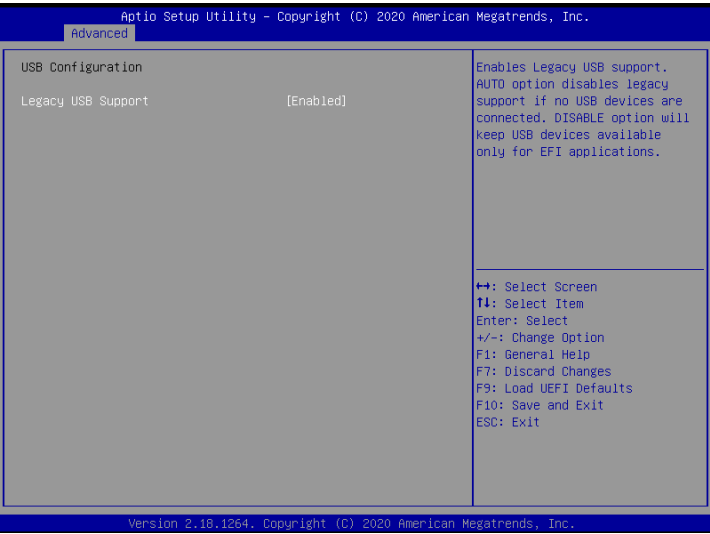 Aptio Setup Utility – Copyright (C) 2020 American Megatrends, Inc.
Advanced
USB Configuration
Legacy USB Support [Enabled]
Enables Legacy USB support.
AUTO option disables legacy
support if no USB devices are
connected. DISABLE option will
keep USB devices available
only for EFI applications.
↔: Select Screen
↑↓: Select Item
Enter: Select
+/-: Change Option
F1: General Help
F7: Discard Changes
F9: Load UEFI Defaults
F10: Save and Exit
ESC: Exit
Version 2.18.1264. Copyright (C) 2020 American Megatrends, Inc.